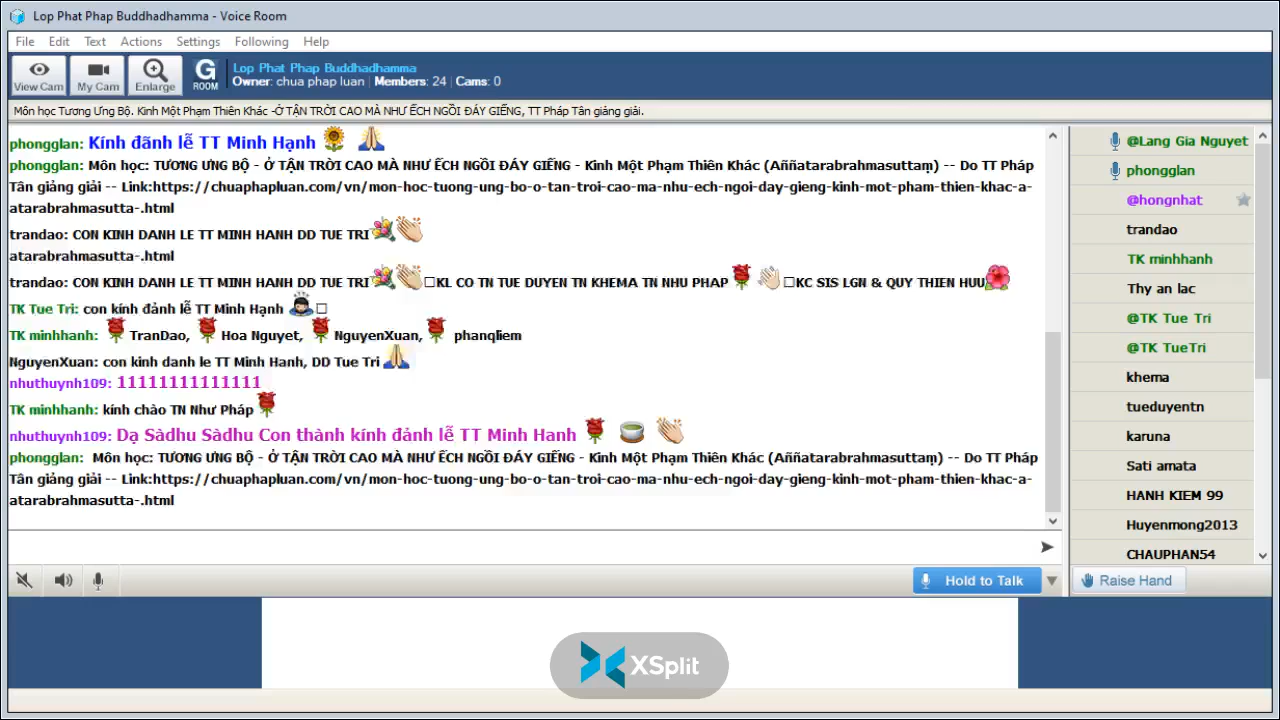 Lop Phat Phap Buddhadhamma - Voice Room
File Edit Text Actions Settings Following Help
View Cam My Cam Enlarge G ROOM
Lop Phat Phap Buddhadhamma
Owner: chua phap luan Members: 24 Cams: 0
Môn học Tương Ưng Bộ. Kinh Một Phạm Thiên Khác -Ở TẬN TRỜI CAO MÀ NHƯ ẾCH NGỒI ĐÁY GIẾNG, TT Pháp Tân giảng giải.
phongglan: Kính đãnh lễ TT Minh Hạnh
phongglan: Môn học: TƯƠNG ƯNG BỘ - Ở TẬN TRỜI CAO MÀ NHƯ ẾCH NGỒI ĐÁY GIẾNG - Kinh Một Phạm Thiên Khác (Aññatarabrahmasuttaṃ) -- Do TT Pháp
Tân giảng giải -- Link:https://chuaphapluan.com/vn/mon-hoc-tuong-ung-bo-o-tan-troi-cao-ma-nhu-ech-ngoi-day-gieng-kinh-mot-pham-thien-khac-a-
atarabrahmasutta-.html
trandao: CON KINH DANH LE TT MINH HANH DD TUE TRI
atarabrahmasutta-.html
trandao: CON KINH DANH LE TT MINH HANH DD TUE TRI KL CO TN TUE DUYEN TN KHEMA TN NHU PHAP KC SIS LGN & QUY THIEN HUU
TK Tue Tri: con kính đảnh lễ TT Minh Hạnh
TK minhhanh: TranDao, Hoa Nguyet, NguyenXuan, phanqliem
NguyenXuan: con kinh danh le TT Minh Hanh, DD Tue Tri
nhuthuynh109: 11111111111111
TK minhhanh: kính chào TN Như Pháp
nhuthuynh109: Dạ Sàdhu Sàdhu Con thành kính đảnh lễ TT Minh Hanh
phongglan: Môn học: TƯƠNG ƯNG BỘ - Ở TẬN TRỜI CAO MÀ NHƯ ẾCH NGỒI ĐÁY GIẾNG - Kinh Một Phạm Thiên Khác (Aññatarabrahmasuttaṃ) -- Do TT Pháp
Tân giảng giải -- Link:https://chuaphapluan.com/vn/mon-hoc-tuong-ung-bo-o-tan-troi-cao-ma-nhu-ech-ngoi-day-gieng-kinh-mot-pham-thien-khac-a-
atarabrahmasutta-.html
@Lang Gia Nguyet
phongglan
@hongnhat
trandao
TK minhhanh
Thy an lac
@TK Tue Tri
@TK TueTri
khema
tueduyentn
karuna
Sati amata
HANH KIEM 99
Huyenmong2013
CHAUPHAN54
Hold to Talk
Raise Hand
XSplit